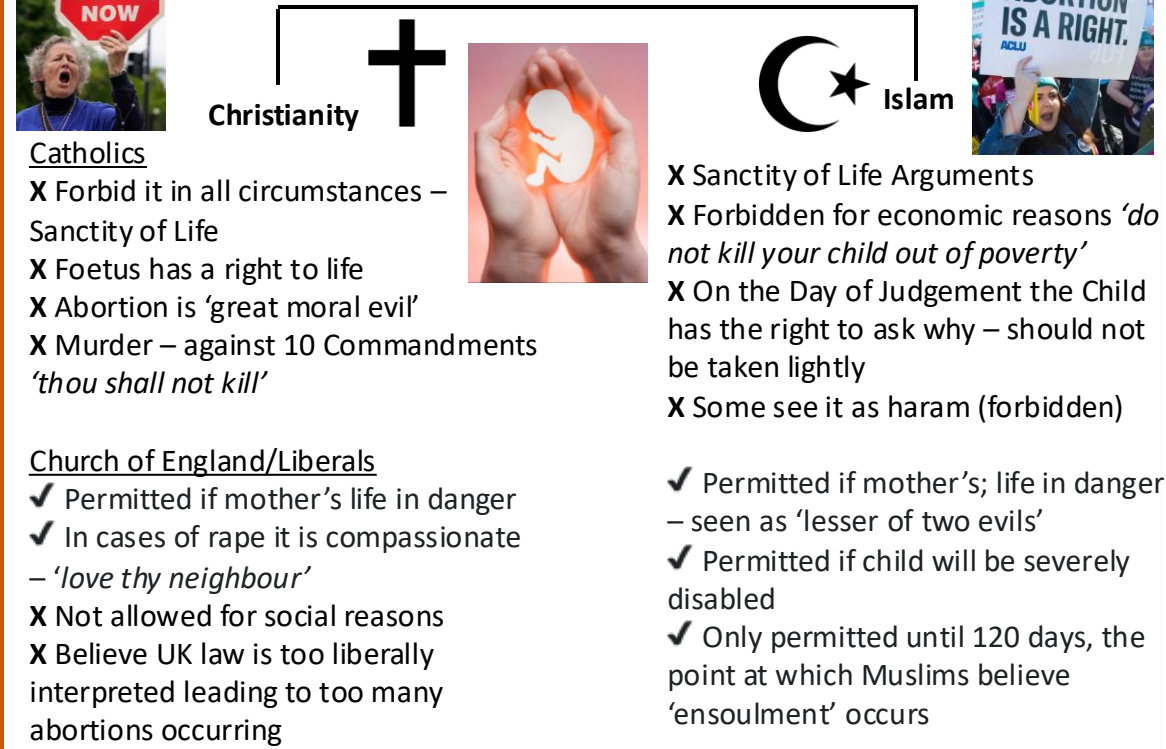 NOW
ABORTION
IS A RIGHT.
ACLU
Christianity
Islam
Catholics
X Forbid it in all circumstances –
Sanctity of Life
X Foetus has a right to life
X Abortion is ‘great moral evil’
X Murder – against 10 Commandments
‘thou shall not kill’
Church of England/Liberals
✔ Permitted if mother’s life in danger
✔ In cases of rape it is compassionate
– ‘love thy neighbour’
X Not allowed for social reasons
X Believe UK law is too liberally
interpreted leading to too many
abortions occurring
X Sanctity of Life Arguments
X Forbidden for economic reasons ‘do
not kill your child out of poverty’
X On the Day of Judgement the Child
has the right to ask why – should not
be taken lightly
X Some see it as haram (forbidden)
✔ Permitted if mother’s; life in danger
– seen as ‘lesser of two evils’
✔ Permitted if child will be severely
disabled
✔ Only permitted until 120 days, the
point at which Muslims believe
‘ensoulment’ occurs